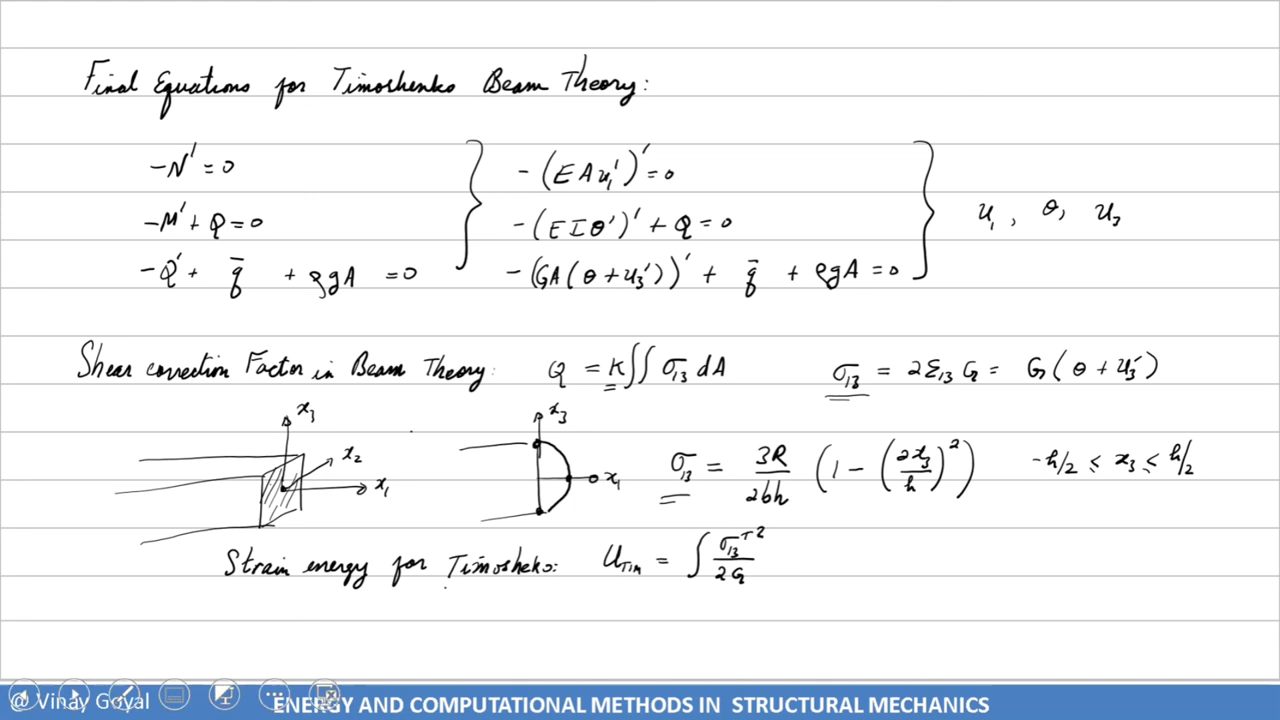 Final Equations for Timoshenko Beam Theory:
-N' = 0
-(EAu₁')' = 0
-M' + Q = 0
-(EIθ')' + Q = 0
u₁, θ, u₃
-Q' + q̄ + ρgA = 0
-(GA(θ + u₃'))' + q̄ + ρgA = 0
Shear correction Factor in Beam Theory: Q = K∬ σ₁₃ dA
σ₁₃ = 2ε₁₃ G = G(θ + u₃')
x₃
x₂
x₁
x₃
x₁
σ₁₃ = 3R/2bh (1 - (2x₃/h)²) -h/2 ≤ x₃ ≤ h/2
Strain energy for Timosheko: U_Tim = ∫ σ₁₃ᵀ²/2G
@ Vinay Goyal
ENERGY AND COMPUTATIONAL METHODS IN STRUCTURAL MECHANICS